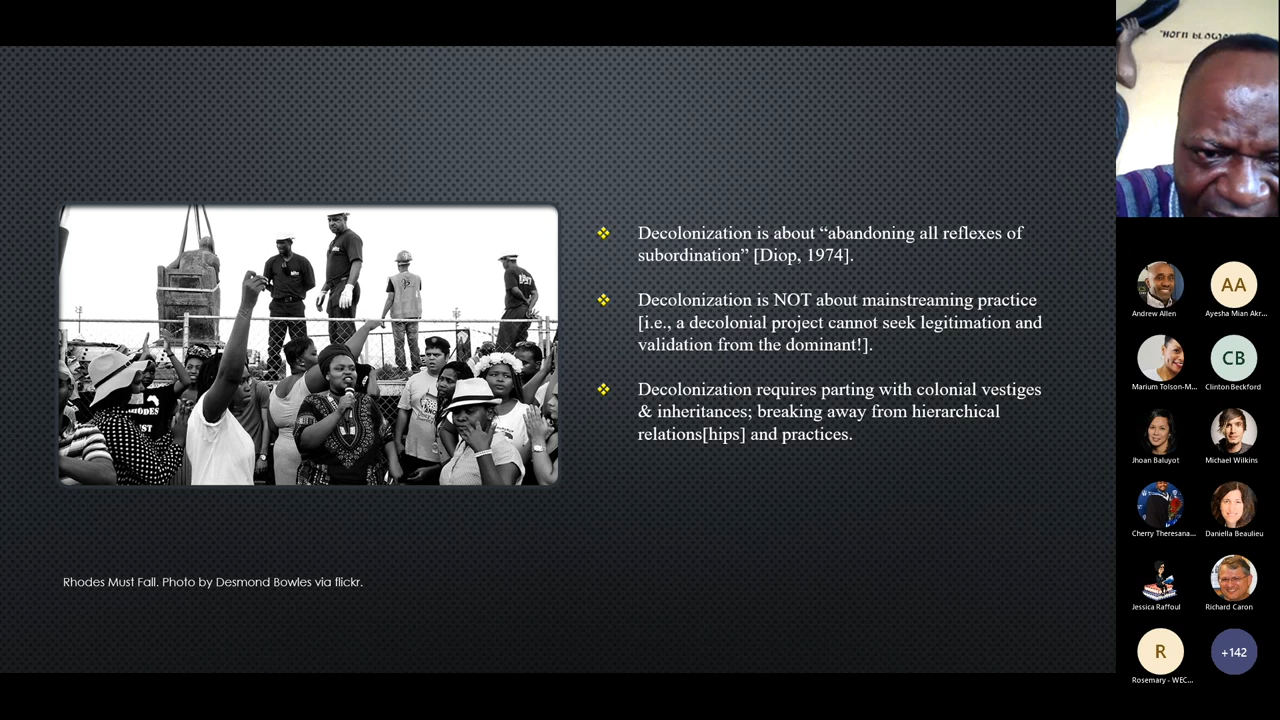 Decolonization is about “abandoning all reflexes of
subordination” [Diop, 1974].
Decolonization is NOT about mainstreaming practice
[i.e., a decolonial project cannot seek legitimation and
validation from the dominant!].
Decolonization requires parting with colonial vestiges
& inheritances; breaking away from hierarchical
relations[hips] and practices.
RHODES
Rhodes Must Fall. Photo by Desmond Bowles via flickr.
Andrew Allen
AA
Ayesha Mian Akr...
Marium Tolson-M...
CB
Clinton Beckford
Jhoan Baluyot
Michael Wilkins
Cherry Theresana...
Daniella Beaulieu
Jessica Raffoul
Richard Caron
R
Rosemary - WEC...
+142